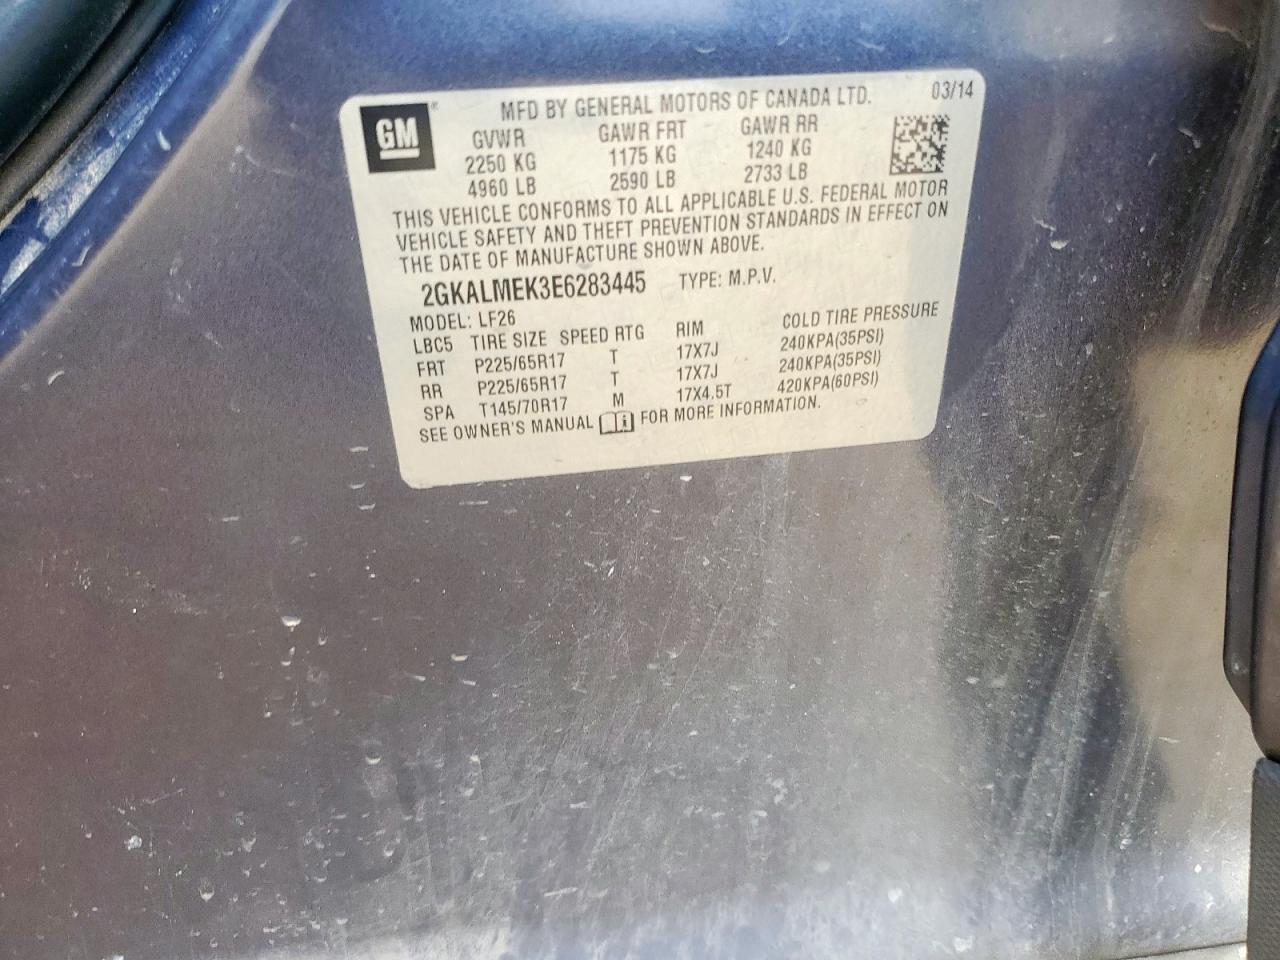 GM
MFD BY GENERAL MOTORS OF CANADA LTD. 03/14
GVWR GAWR FRT GAWR RR
2250 KG 1175 KG 1240 KG
4960 LB 2590 LB 2733 LB
THIS VEHICLE CONFORMS TO ALL APPLICABLE U.S. FEDERAL MOTOR
VEHICLE SAFETY AND THEFT PREVENTION STANDARDS IN EFFECT ON
THE DATE OF MANUFACTURE SHOWN ABOVE.
2GKALMEK3E6283445 TYPE: M.P.V.
MODEL: LF26
LBC5 TIRE SIZE SPEED RTG RIM COLD TIRE PRESSURE
FRT P225/65R17 T 17X7J 240KPA(35PSI)
RR P225/65R17 T 17X7J 240KPA(35PSI)
SPA T145/70R17 M 17X4.5T 420KPA(60PSI)
SEE OWNER'S MANUAL FOR MORE INFORMATION.